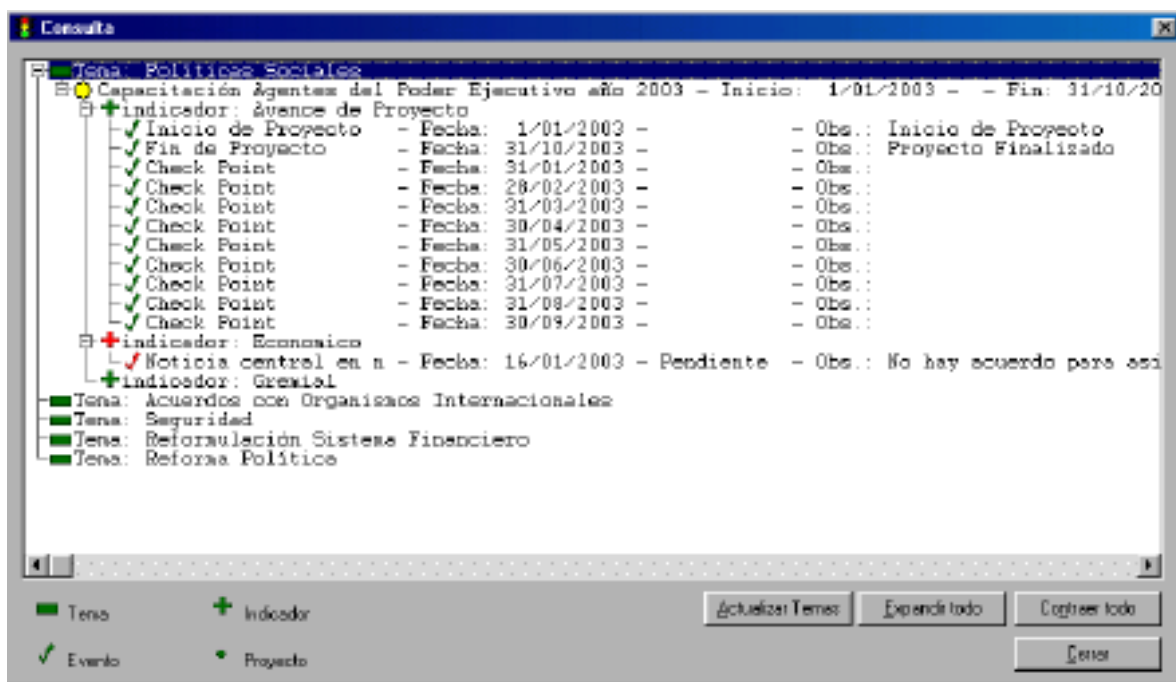 Consulta
Tema: Políticas Sociales
Capacitación Agentes del Poder Ejecutivo año 2003 - Inicio: 1/01/2003 - - Fin: 31/10/20
indicador: Avance de Proyecto
Inicio de Proyecto - Fecha: 1/01/2003 - - Obs.: Inicio de Proyecto
Fin de Proyecto - Fecha: 31/10/2003 - - Obs.: Proyecto Finalizado
Check Point - Fecha: 31/01/2003 - - Obs.:
Check Point - Fecha: 28/02/2003 - - Obs.:
Check Point - Fecha: 31/03/2003 - - Obs.:
Check Point - Fecha: 30/04/2003 - - Obs.:
Check Point - Fecha: 31/05/2003 - - Obs.:
Check Point - Fecha: 30/06/2003 - - Obs.:
Check Point - Fecha: 31/07/2003 - - Obs.:
Check Point - Fecha: 31/08/2003 - - Obs.:
Check Point - Fecha: 30/09/2003 - - Obs.:
indicador: Economico
Noticia central en n - Fecha: 16/01/2003 - Pendiente - Obs.: No hay acuerdo para asi
indicador: Gremial
Tema: Acuerdos con Organismos Internacionales
Tema: Seguridad
Tema: Reformulación Sistema Financiero
Tema: Reforma Política
Tema Indicador Actualizar Temas Expandir todo Contraer todo
Evento Proyecto Cerrar